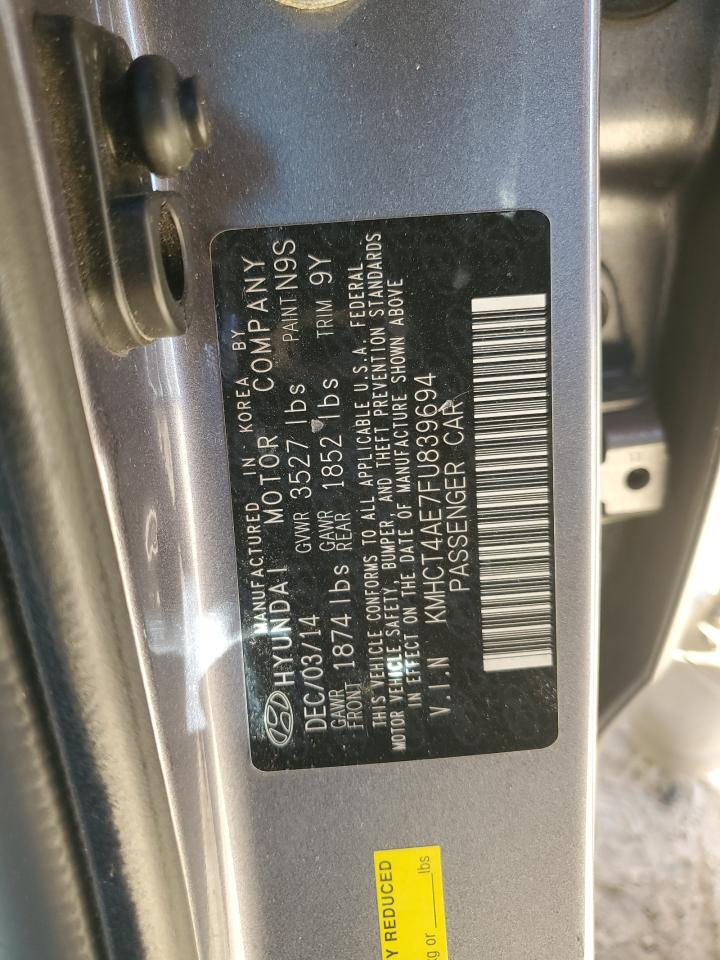 MANUFACTURED IN KOREA BY
HYUNDAI MOTOR COMPANY
DEC/03/14 GVWR 3527 lbs PAINT N9S
GAWR FRONT 1874 lbs GAWR REAR 1852 lbs TRIM 9Y
THIS VEHICLE CONFORMS TO ALL APPLICABLE U.S.A. FEDERAL
MOTOR VEHICLE SAFETY, BUMPER, AND THEFT PREVENTION STANDARDS
IN EFFECT ON THE DATE OF MANUFACTURE SHOWN ABOVE
V.I.N KMHCT4AE7FU839694
PASSENGER CAR
Y REDUCED
kg or lbs